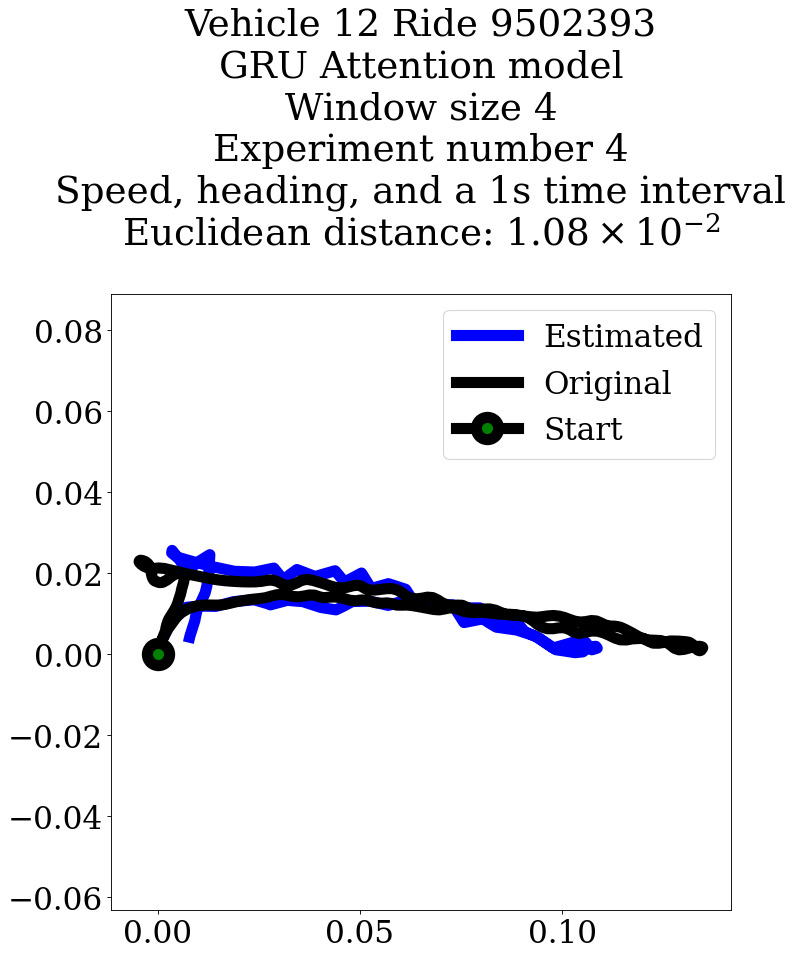 Vehicle 12 Ride 9502393
GRU Attention model
Window size 4
Experiment number 4
Speed, heading, and a 1s time interval
Euclidean distance: 1.08 × 10⁻²
Estimated
Original
Start
0.08
0.06
0.04
0.02
0.00
−0.02
−0.04
−0.06
0.00 0.05 0.10